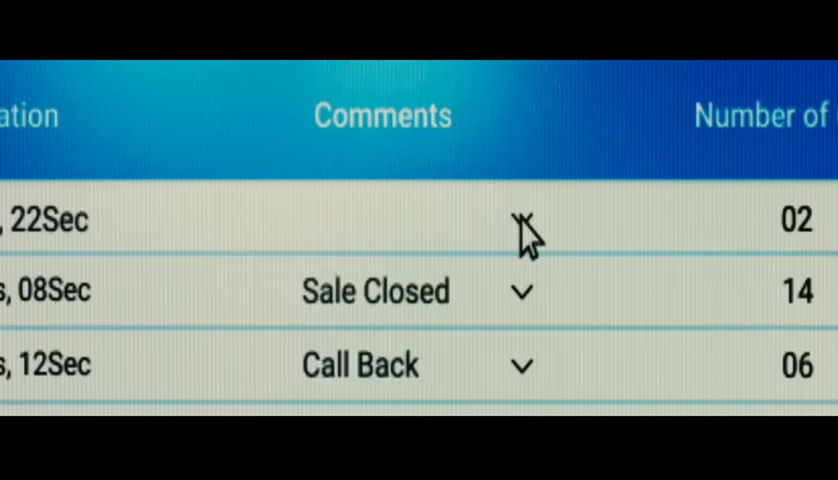 ation Comments Number of
, 22Sec 02
s, 08Sec Sale Closed 14
s, 12Sec Call Back 06